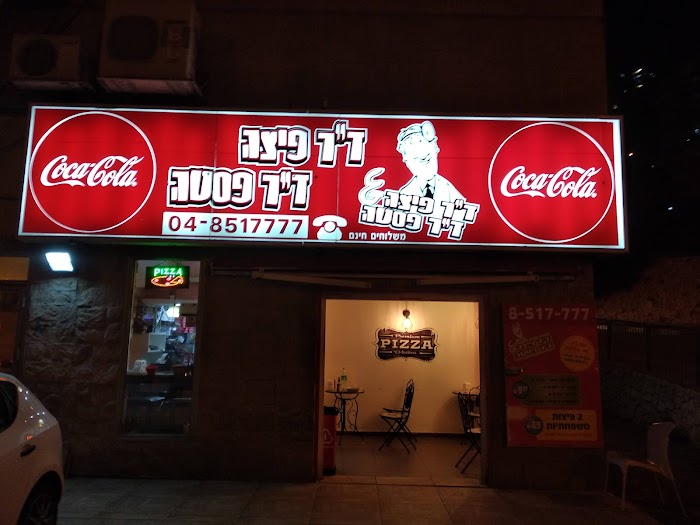 Coca-Cola
ד"ר פיצה
ד"ר פסטה
04-8517777
ד"ר פיצה
ד"ר פסטה
משלוחים חינם
Coca-Cola
PIZZA
PIZZA
8-517-777
2 פיצות
משפחתיות